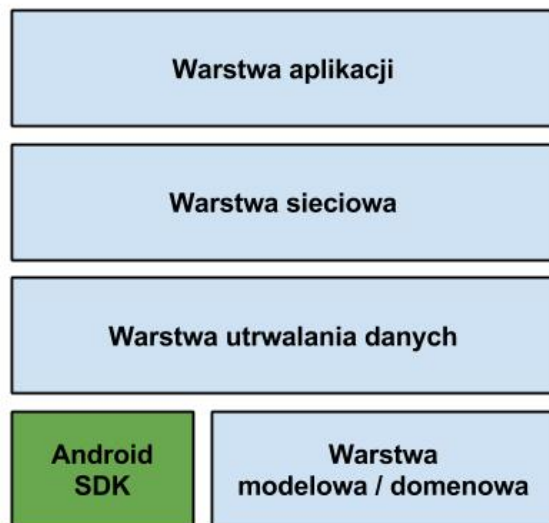 Warstwa aplikacji
Warstwa sieciowa
Warstwa utrwalania danych
Android
SDK
Warstwa
modelowa / domenowa